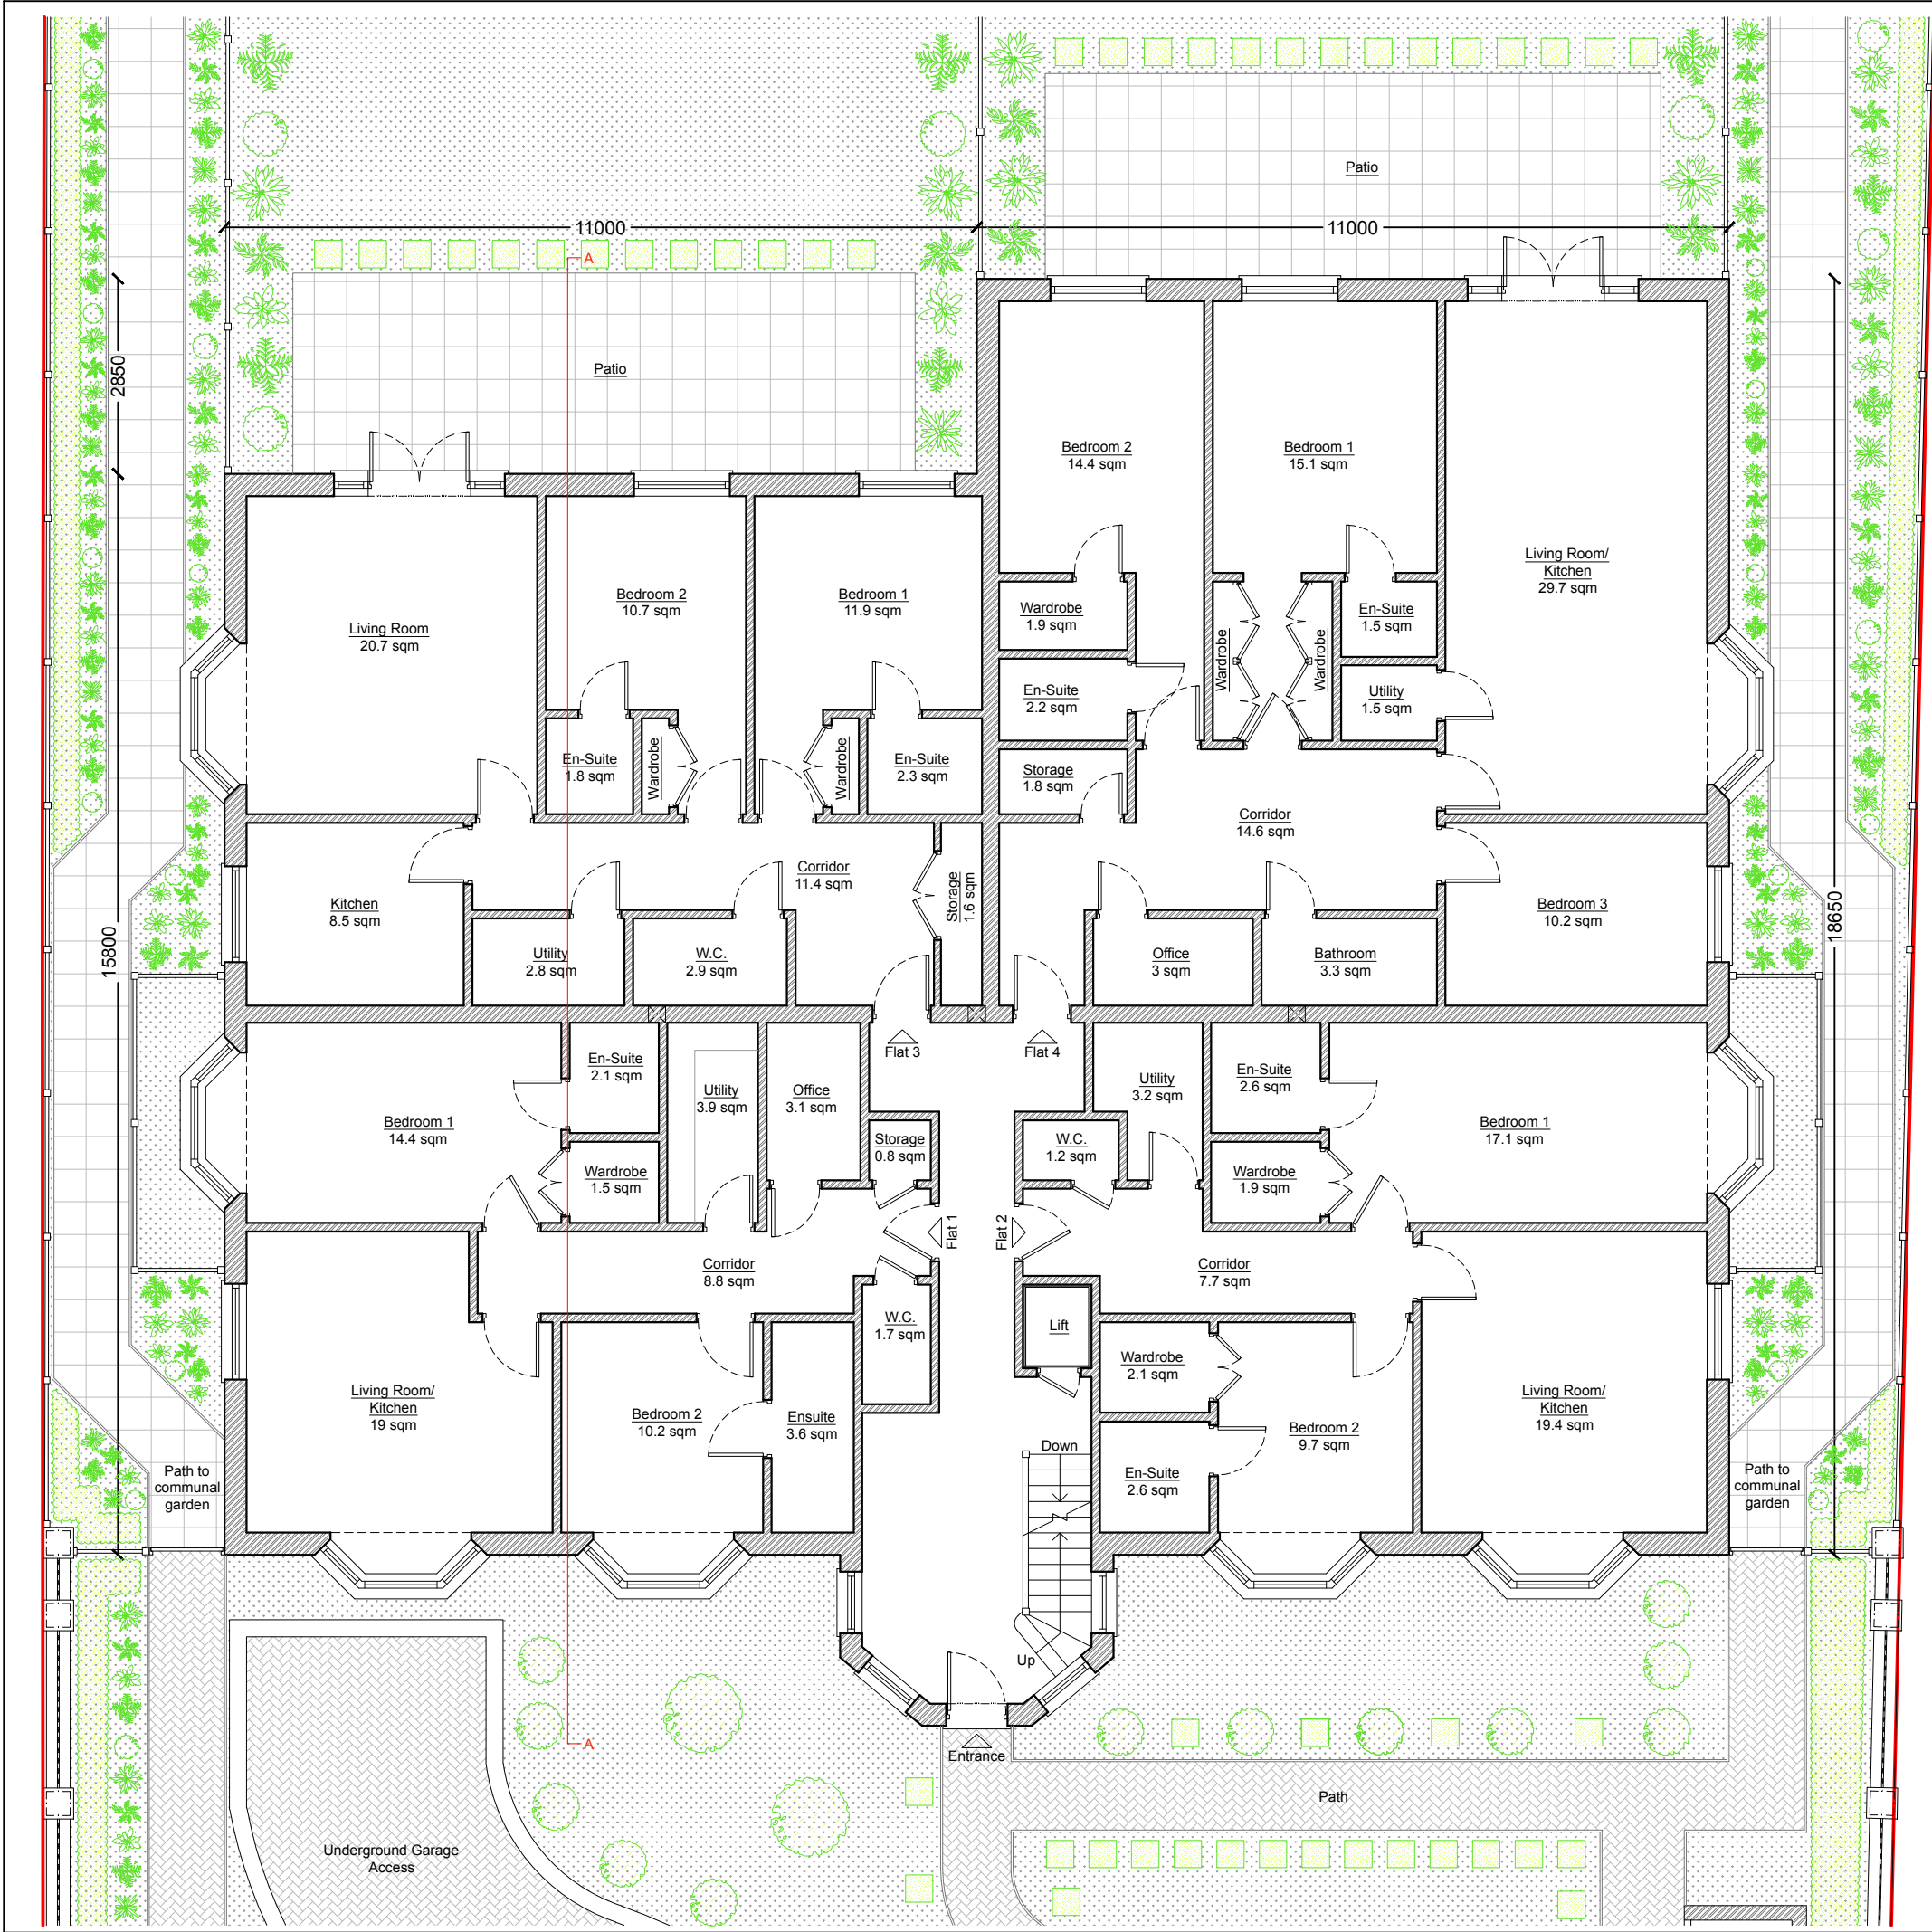 Patio
11000
11000
A
2850
Patio
Bedroom 2
14.4 sqm
Bedroom 1
15.1 sqm
Living Room/
Kitchen
29.7 sqm
Living Room
20.7 sqm
Bedroom 2
10.7 sqm
Bedroom 1
11.9 sqm
Wardrobe
1.9 sqm
Wardrobe
Wardrobe
En-Suite
1.5 sqm
En-Suite
2.2 sqm
Utility
1.5 sqm
En-Suite
1.8 sqm
Wardrobe
Wardrobe
En-Suite
2.3 sqm
Storage
1.8 sqm
Corridor
14.6 sqm
Corridor
11.4 sqm
Storage
1.6 sqm
Kitchen
8.5 sqm
Utility
2.8 sqm
W.C.
2.9 sqm
Office
3 sqm
Bathroom
3.3 sqm
Bedroom 3
10.2 sqm
15800
18650
Flat 3
Flat 4
Bedroom 1
14.4 sqm
En-Suite
2.1 sqm
Utility
3.9 sqm
Office
3.1 sqm
Storage
0.8 sqm
Wardrobe
1.5 sqm
W.C.
1.2 sqm
Utility
3.2 sqm
En-Suite
2.6 sqm
Wardrobe
1.9 sqm
Bedroom 1
17.1 sqm
Flat 1
Flat 2
Corridor
8.8 sqm
Corridor
7.7 sqm
W.C.
1.7 sqm
Lift
Living Room/
Kitchen
19 sqm
Bedroom 2
10.2 sqm
Ensuite
3.6 sqm
Wardrobe
2.1 sqm
Bedroom 2
9.7 sqm
Living Room/
Kitchen
19.4 sqm
Down
En-Suite
2.6 sqm
Path to
communal
garden
Path to
communal
garden
Up
A
Entrance
Path
Underground Garage
Access